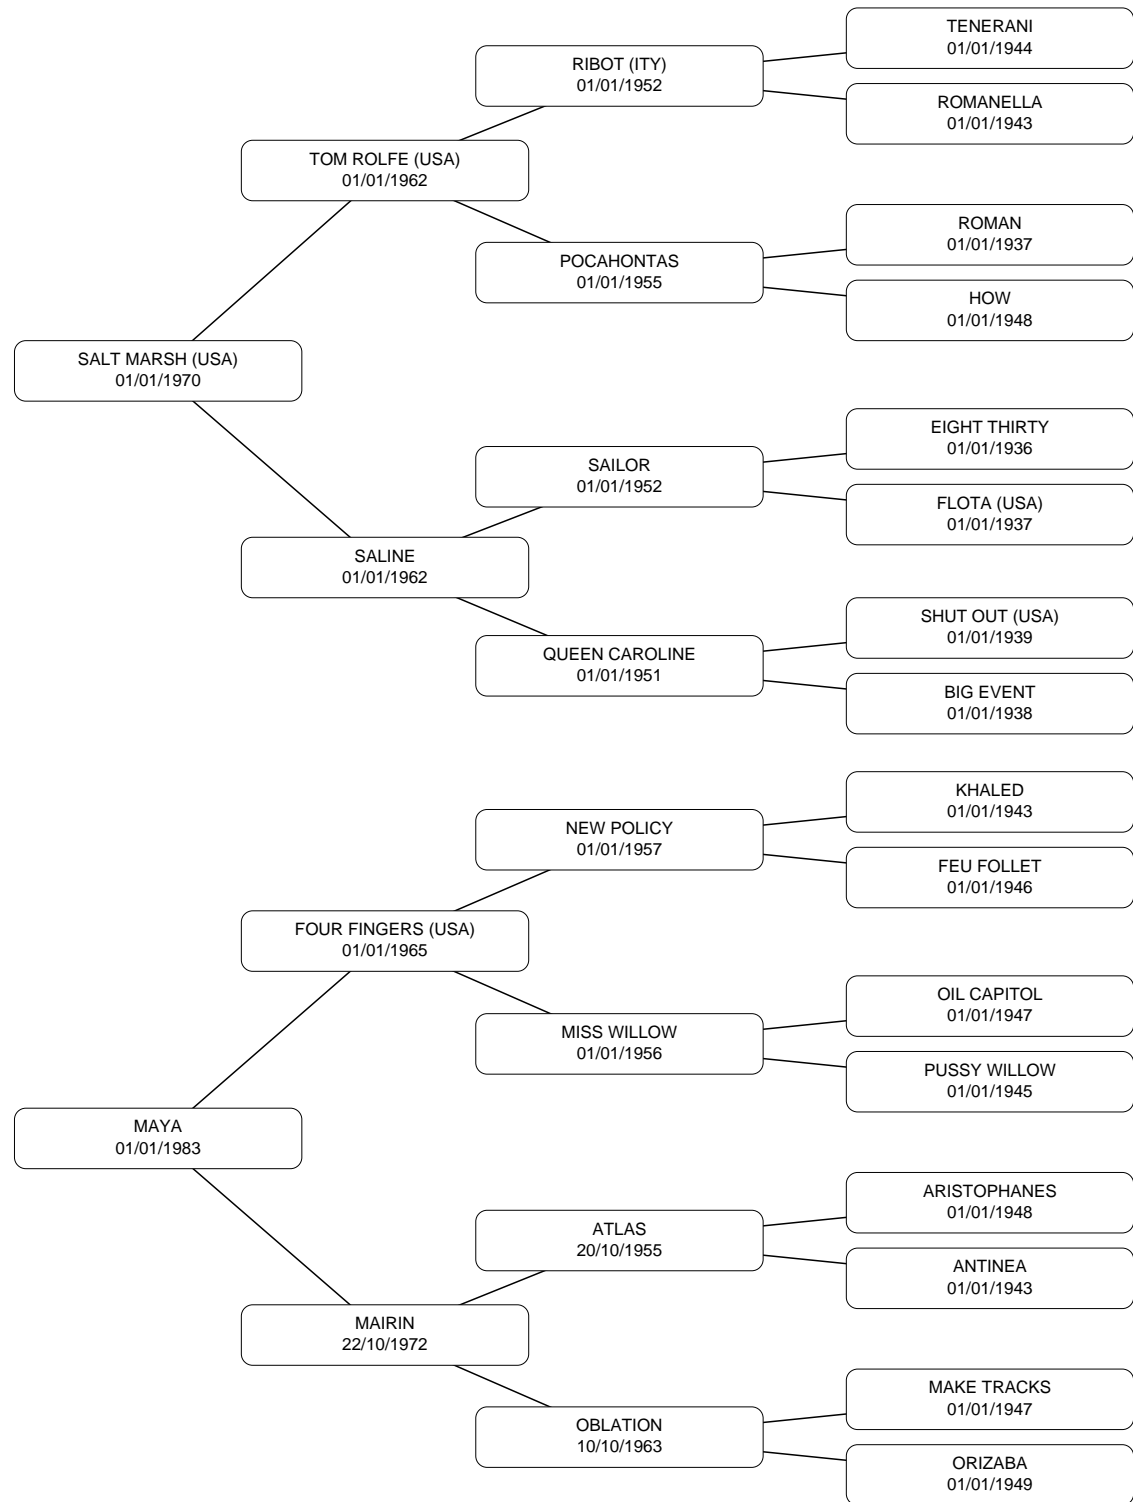 TENERANI
01/01/1944
RIBOT (ITY)
01/01/1952
ROMANELLA
01/01/1943
TOM ROLFE (USA)
01/01/1962
ROMAN
01/01/1937
POCAHONTAS
01/01/1955
HOW
01/01/1948
SALT MARSH (USA)
01/01/1970
EIGHT THIRTY
01/01/1936
SAILOR
01/01/1952
FLOTA (USA)
01/01/1937
SALINE
01/01/1962
SHUT OUT (USA)
01/01/1939
QUEEN CAROLINE
01/01/1951
BIG EVENT
01/01/1938
KHALED
01/01/1943
NEW POLICY
01/01/1957
FEU FOLLET
01/01/1946
FOUR FINGERS (USA)
01/01/1965
OIL CAPITOL
01/01/1947
MISS WILLOW
01/01/1956
PUSSY WILLOW
01/01/1945
MAYA
01/01/1983
ARISTOPHANES
01/01/1948
ATLAS
20/10/1955
ANTINEA
01/01/1943
MAIRIN
22/10/1972
MAKE TRACKS
01/01/1947
OBLATION
10/10/1963
ORIZABA
01/01/1949